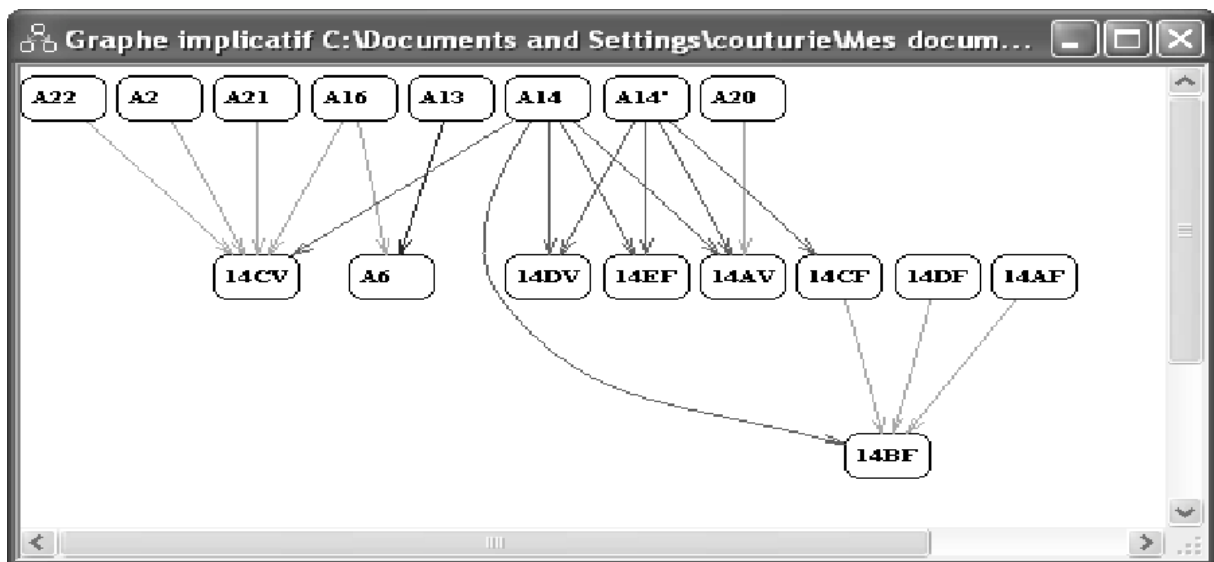 Graphe implicatif C:\Documents and Settings\couturie\Mes docum...
A22 A2 A21 A16 A13 A14 A14" A20
14CV A6 14DV 14EF 14AV 14CF 14DF 14AF
14BF